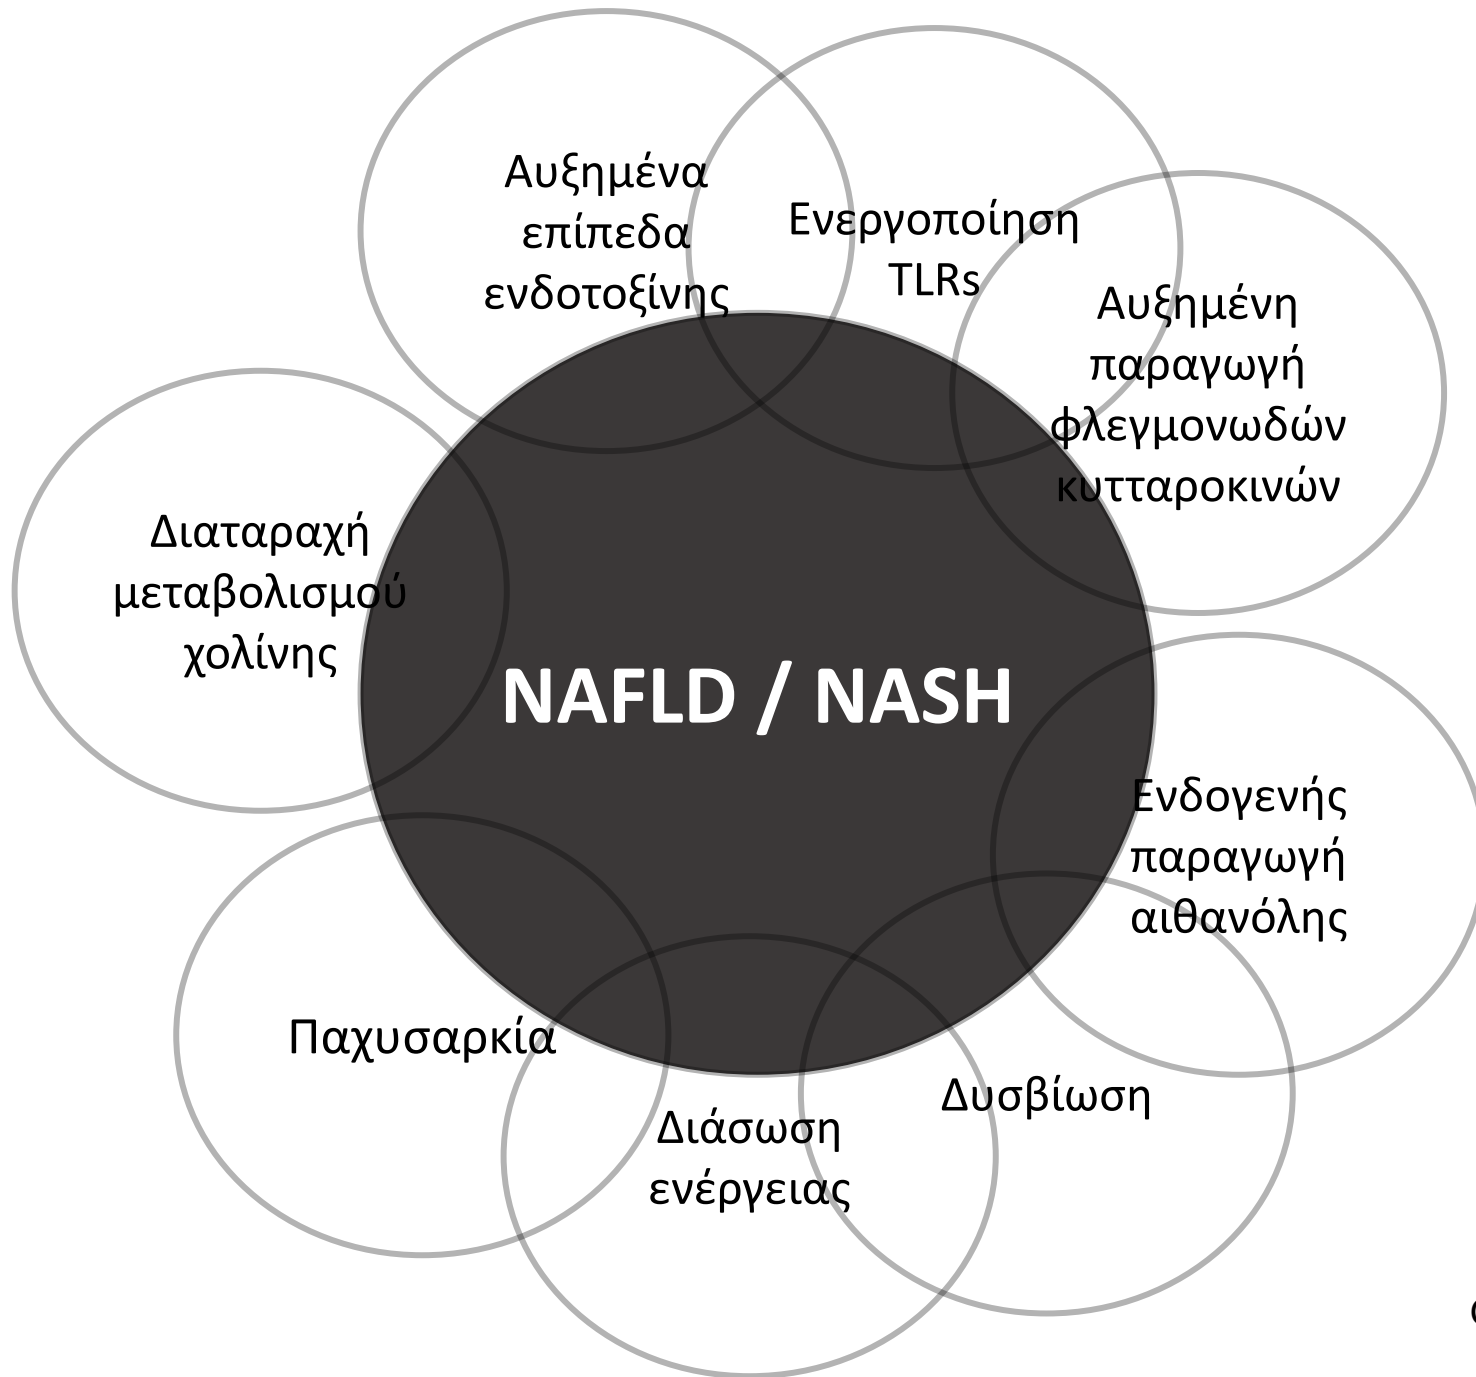 Αυξημένα
επίπεδα
ενδοτοξίνης
Ενεργοποίηση
TLRs
Αυξημένη
παραγωγή
φλεγμονωδών
κυτταροκινών
Διαταραχή
μεταβολισμού
χολίνης
NAFLD / NASH
Ενδογενής
παραγωγή
αιθανόλης
Παχυσαρκία
Διάσωση
ενέργειας
Δυσβίωση